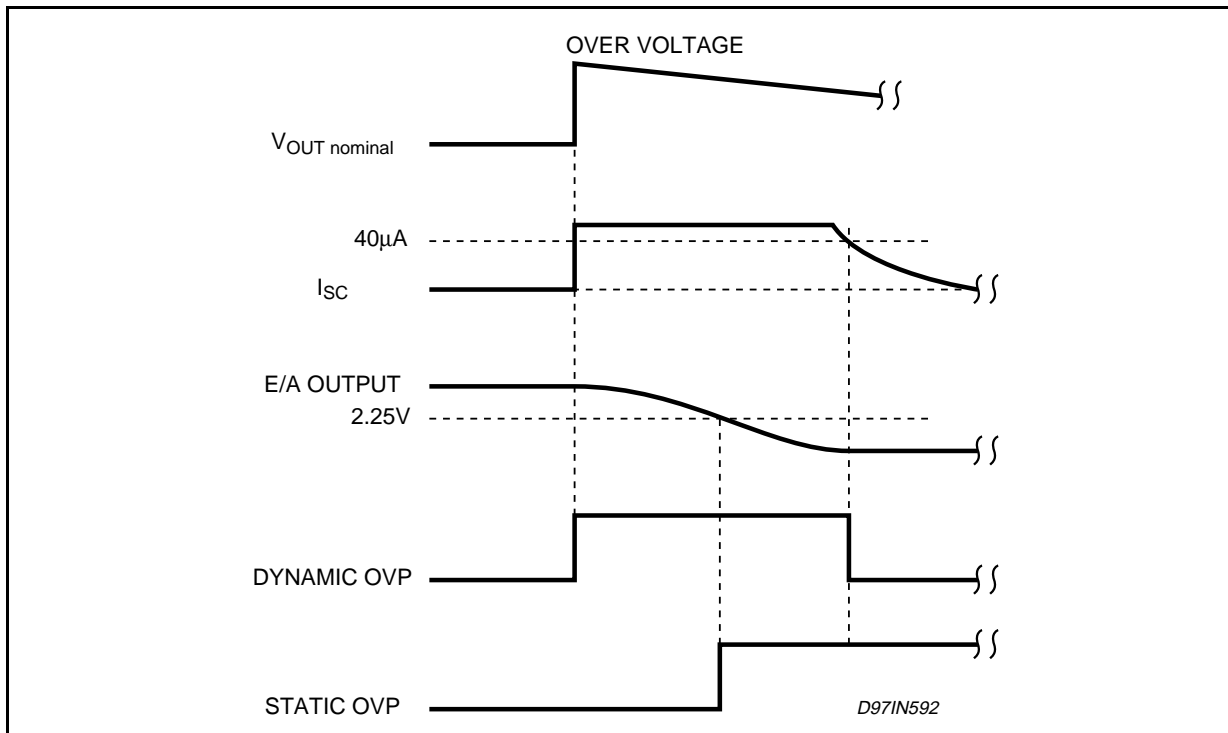 OVER VOLTAGE
VOUT nominal
40µA
ISC
E/A OUTPUT
2.25V
DYNAMIC OVP
STATIC OVP
D97IN592